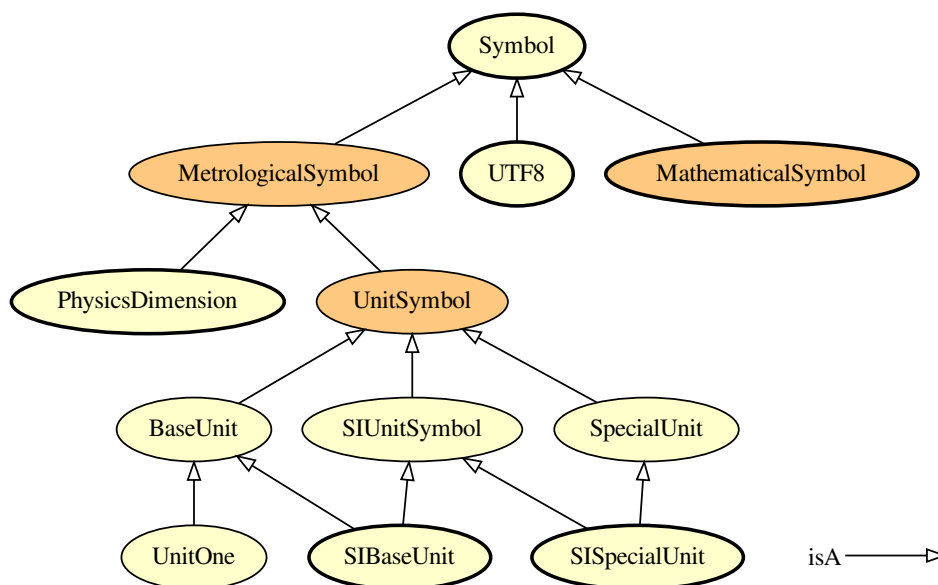 Symbol
MetrologicalSymbol
UTF8
MathematicalSymbol
PhysicsDimension
UnitSymbol
BaseUnit
SIUnitSymbol
SpecialUnit
UnitOne
SIBaseUnit
SISpecialUnit
isA